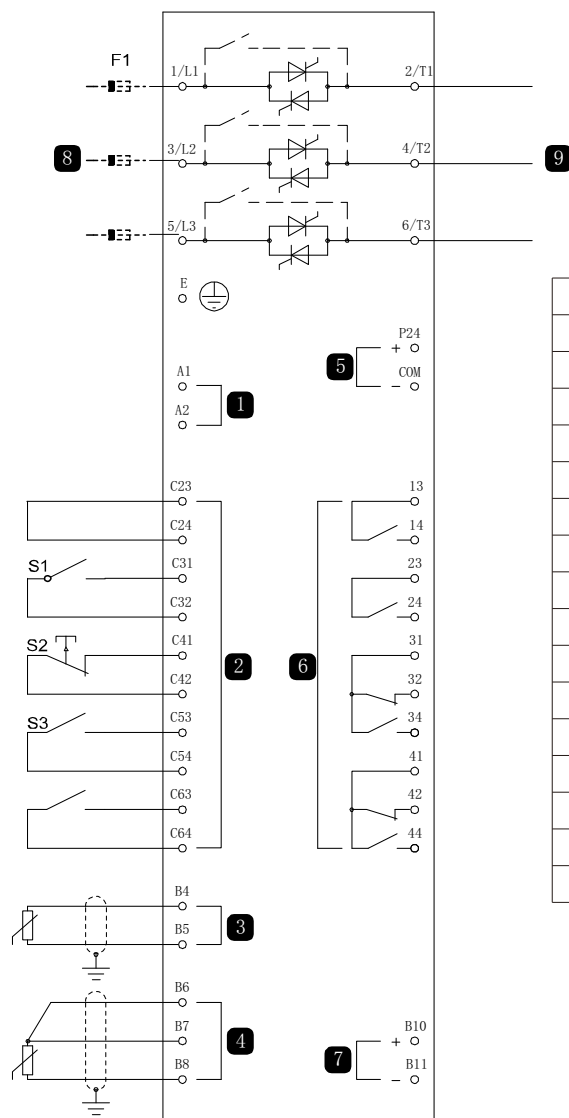 F1
1/L1 2/T1
8 3/L2 4/T2 9
5/L3 6/T3
E
P24
5 +
A1 COM
1 −
A2
C23 13
C24 14
S1 C31 23
C32 24
S2 C41 31
2 6
C42 32
S3 C53 34
C54 41
C63 42
C64 44
B4
3
B5
B6
B7 B10
4 7 +
B8 B11
−